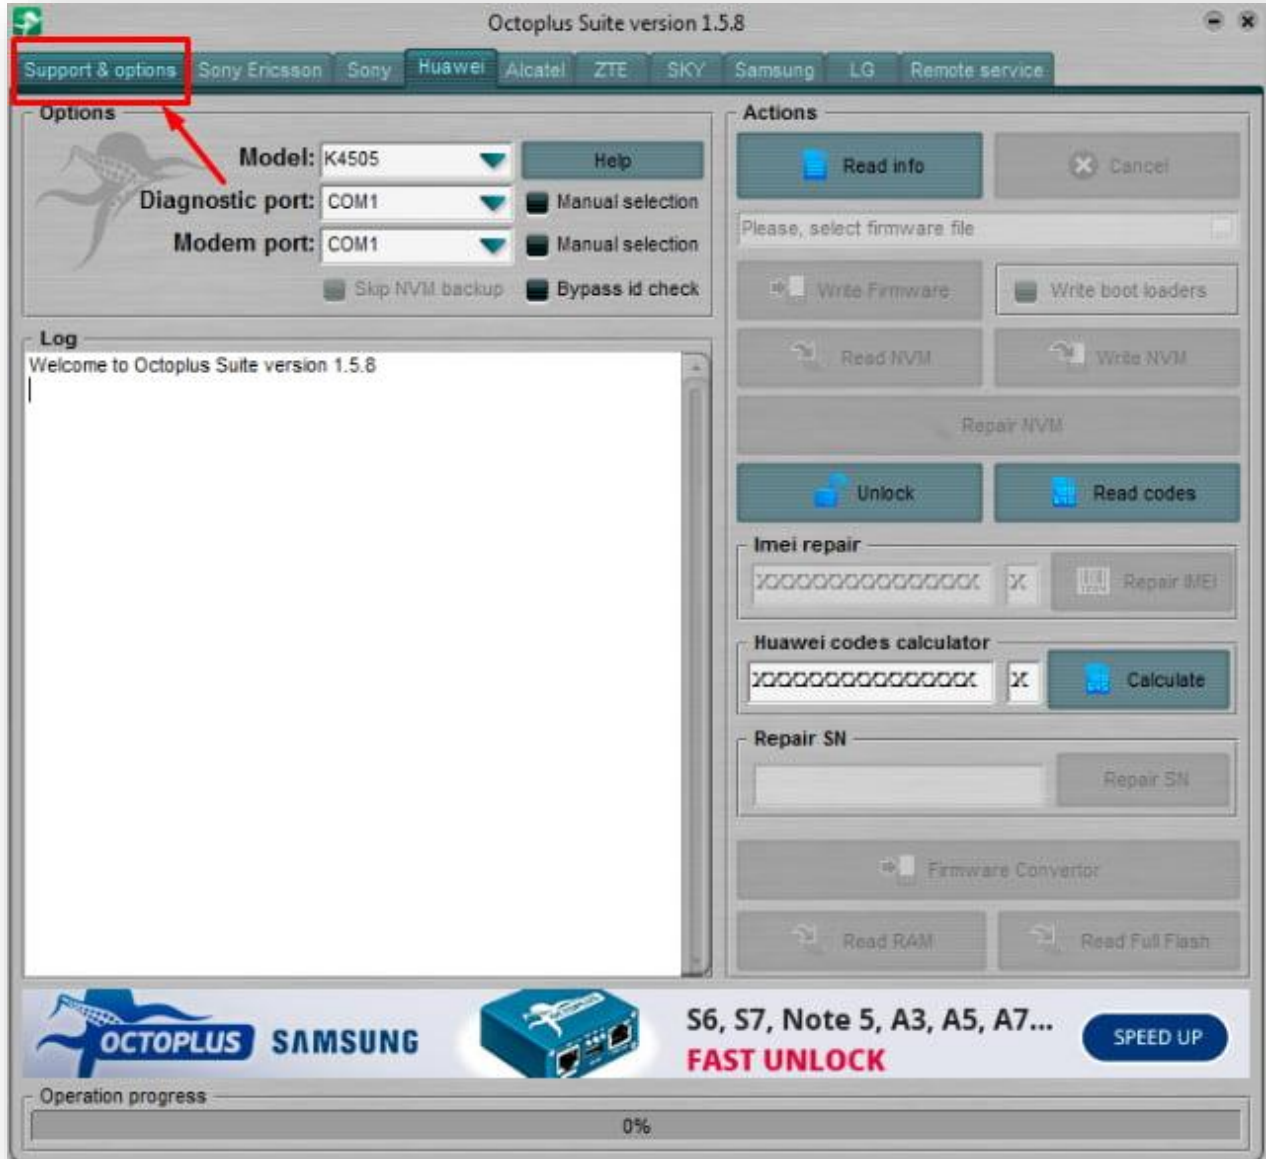 Octoplus Suite version 1.5.8
Support & options Sony Ericsson Sony Huawei Alcatel ZTE SKY Samsung LG Remote service
Options
Model: K4505 Help
Diagnostic port: COM1 Manual selection
Modem port: COM1 Manual selection
Skip NVM backup Bypass id check
Log
Welcome to Octoplus Suite version 1.5.8
Actions
Read info Cancel
Please, select firmware file
Write Firmware Write boot loaders
Read NVM Write NVM
Repair NVM
Unlock Read codes
Imei repair
XXXXXXXXXXXXXX X Repair IMEI
Huawei codes calculator
XXXXXXXXXXXXXX X Calculate
Repair SN
Repair SN
Firmware Convertor
Read RAM Read Full Flash
OCTOPLUS SAMSUNG
OCTOPLUS
S6, S7, Note 5, A3, A5, A7...
FAST UNLOCK
SPEED UP
Operation progress
0%